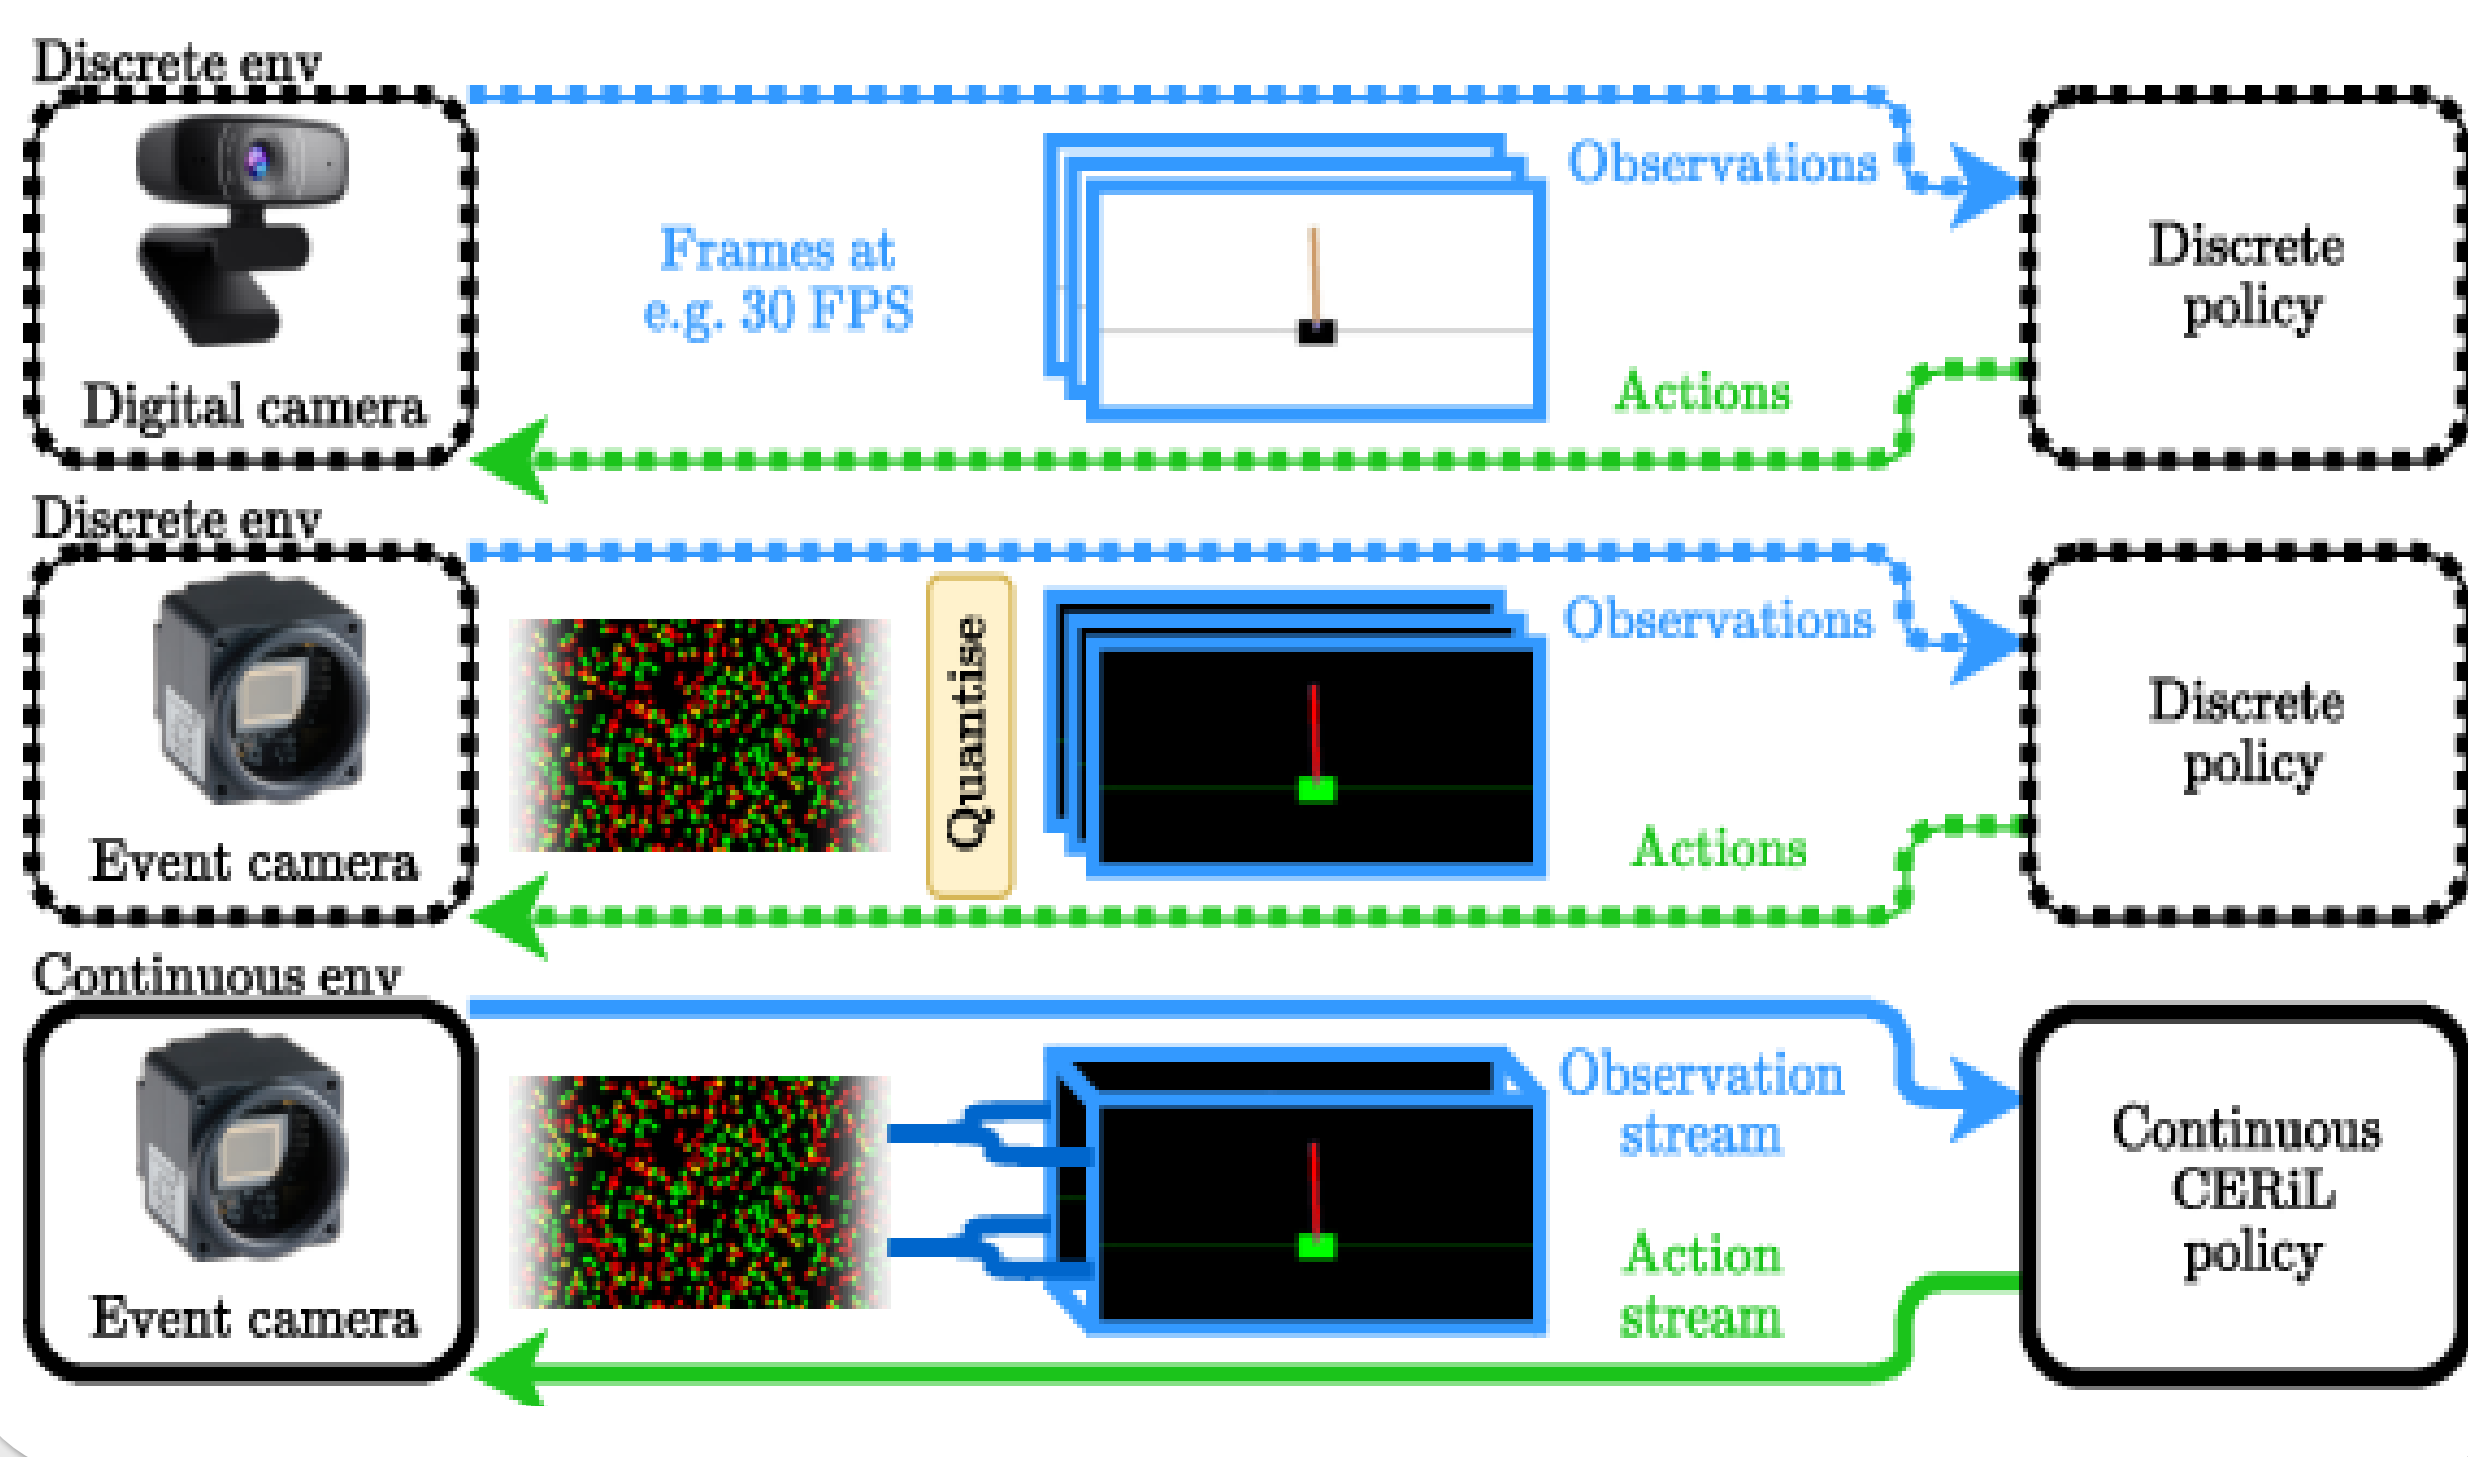 Discrete env
Digital camera
Frames at
e.g. 30 FPS
Observations
Actions
Discrete
policy
Discrete env
Event camera
Quantise
Observations
Actions
Discrete
policy
Continuous env
Event camera
Observation
stream
Action
stream
Continuous
CERiL
policy